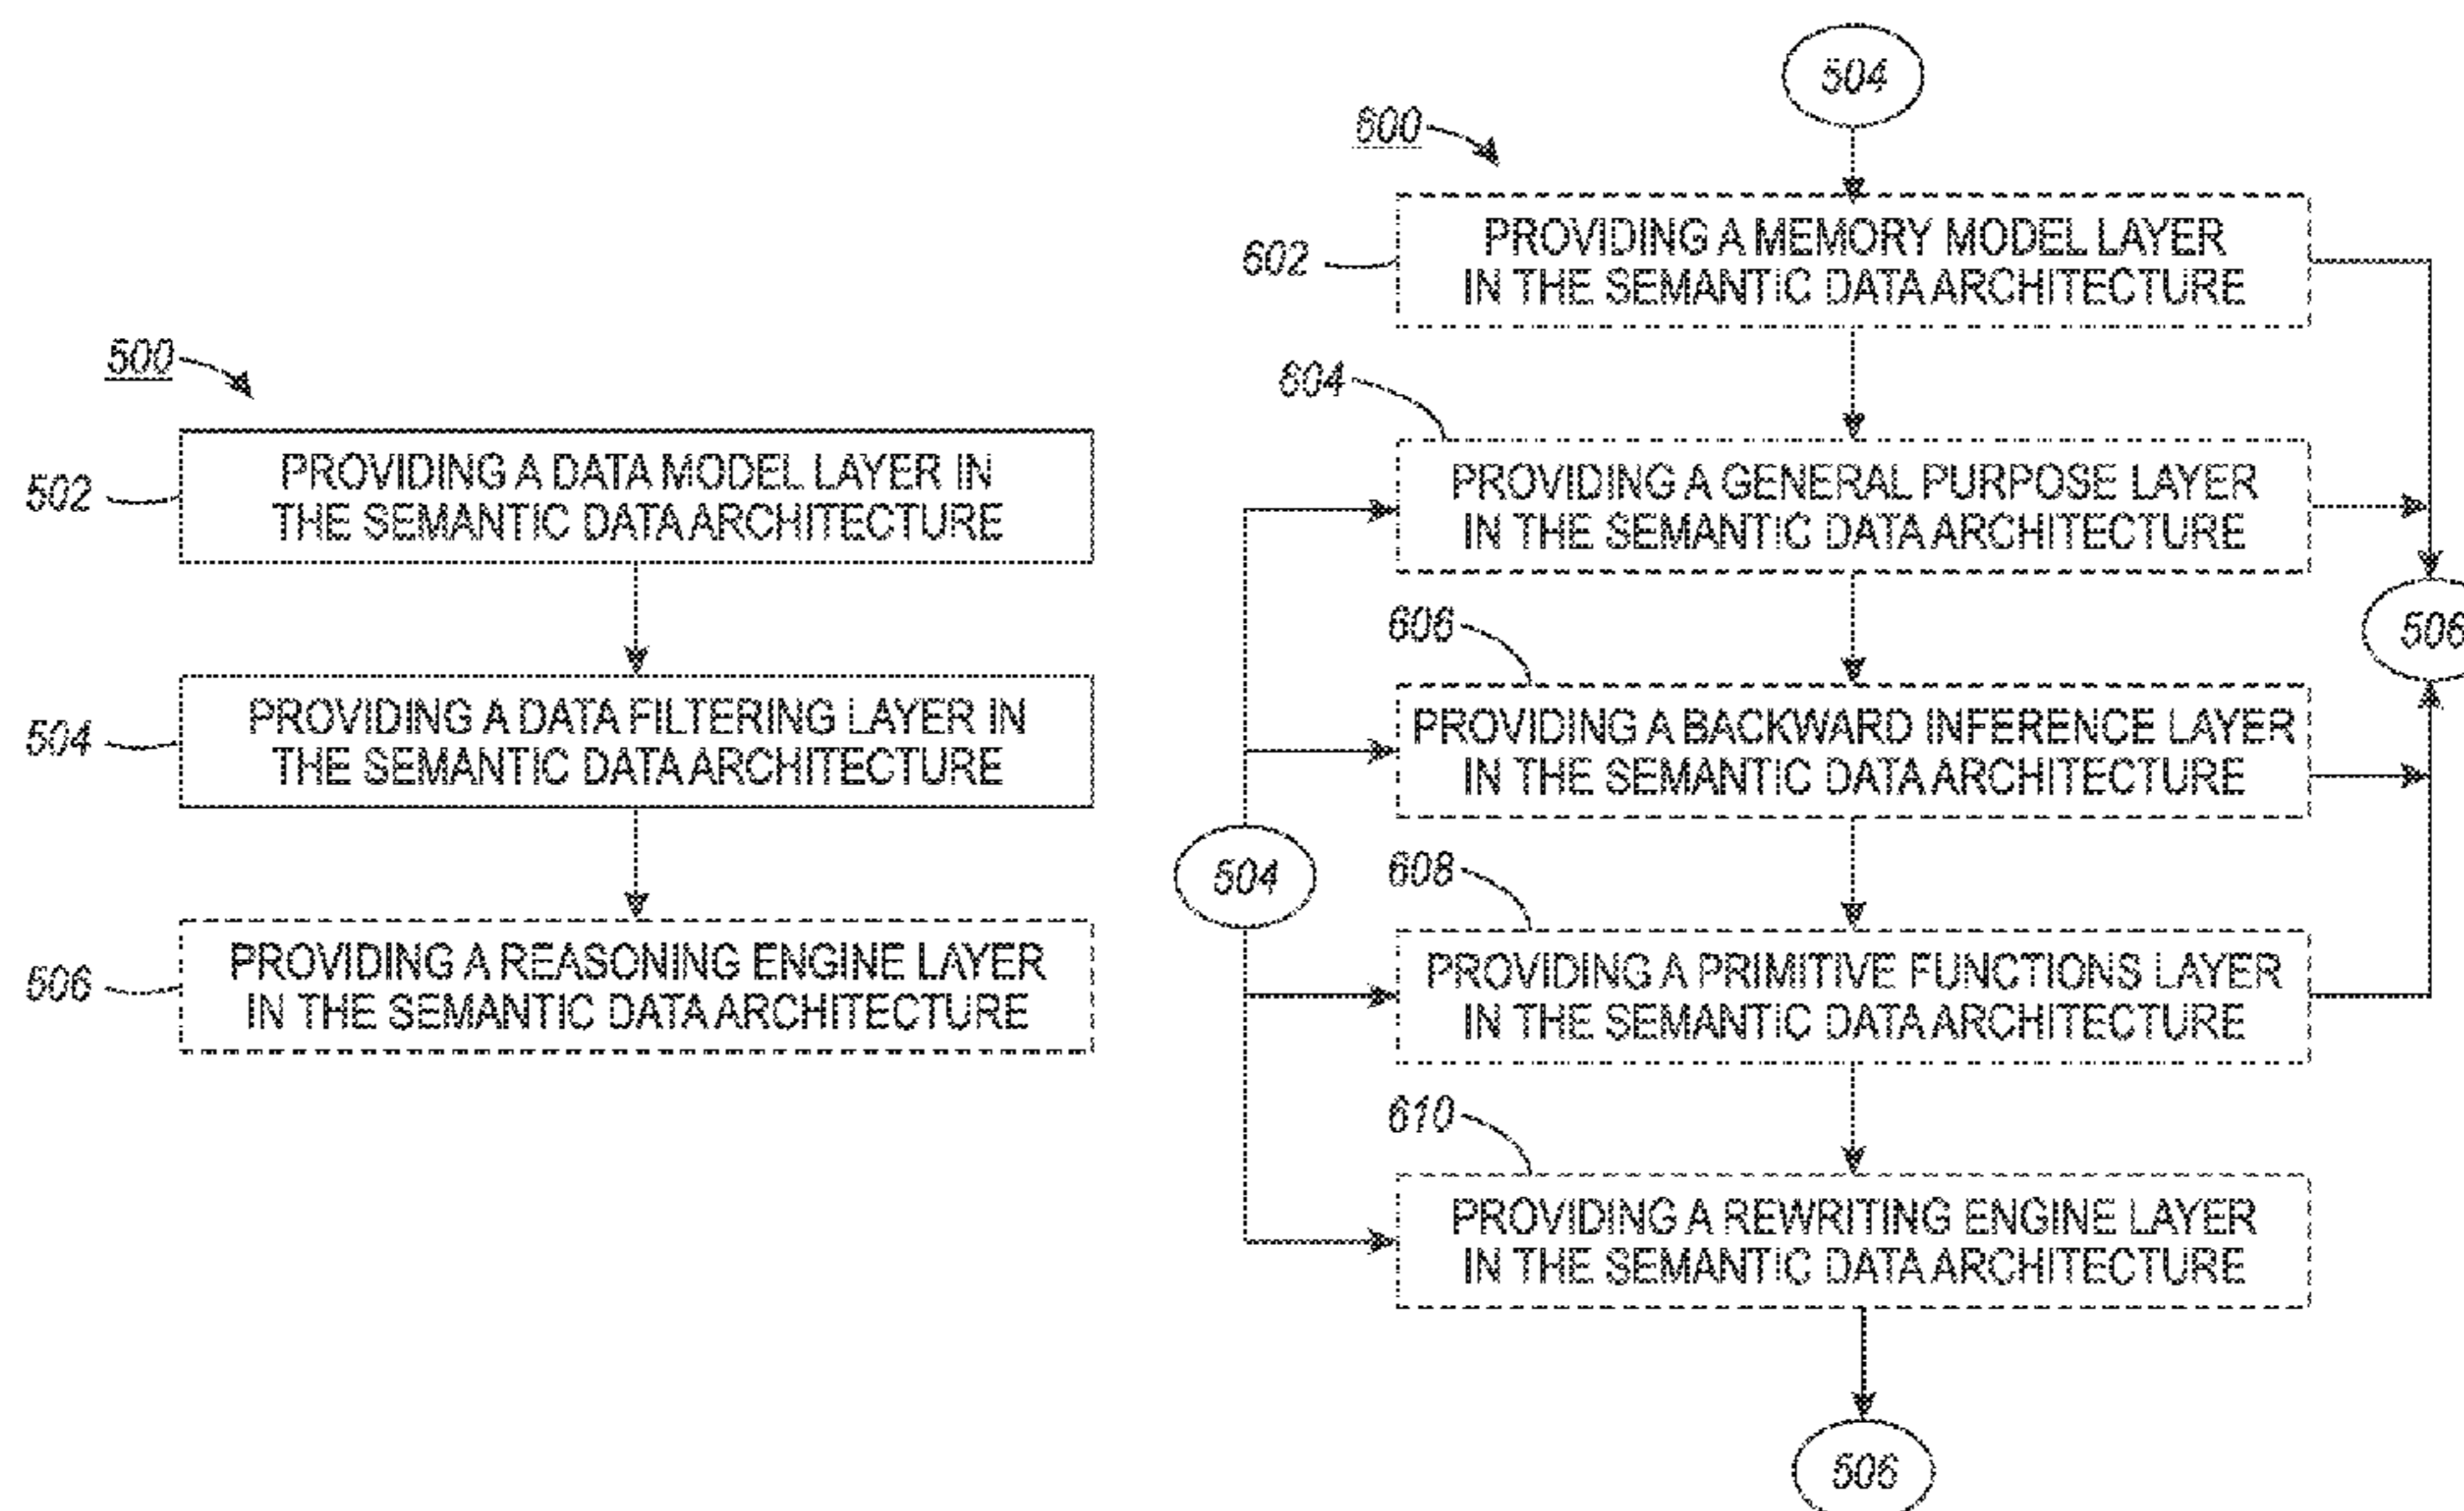 500
502
PROVIDING A DATA MODEL LAYER IN
THE SEMANTIC DATA ARCHITECTURE
504
PROVIDING A DATA FILTERING LAYER IN
THE SEMANTIC DATA ARCHITECTURE
506
PROVIDING A REASONING ENGINE LAYER
IN THE SEMANTIC DATA ARCHITECTURE
504
600
602
PROVIDING A MEMORY MODEL LAYER
IN THE SEMANTIC DATA ARCHITECTURE
604
PROVIDING A GENERAL PURPOSE LAYER
IN THE SEMANTIC DATA ARCHITECTURE
506
606
PROVIDING A BACKWARD INFERENCE LAYER
IN THE SEMANTIC DATA ARCHITECTURE
504
608
PROVIDING A PRIMITIVE FUNCTIONS LAYER
IN THE SEMANTIC DATA ARCHITECTURE
610
PROVIDING A REWRITING ENGINE LAYER
IN THE SEMANTIC DATA ARCHITECTURE
506